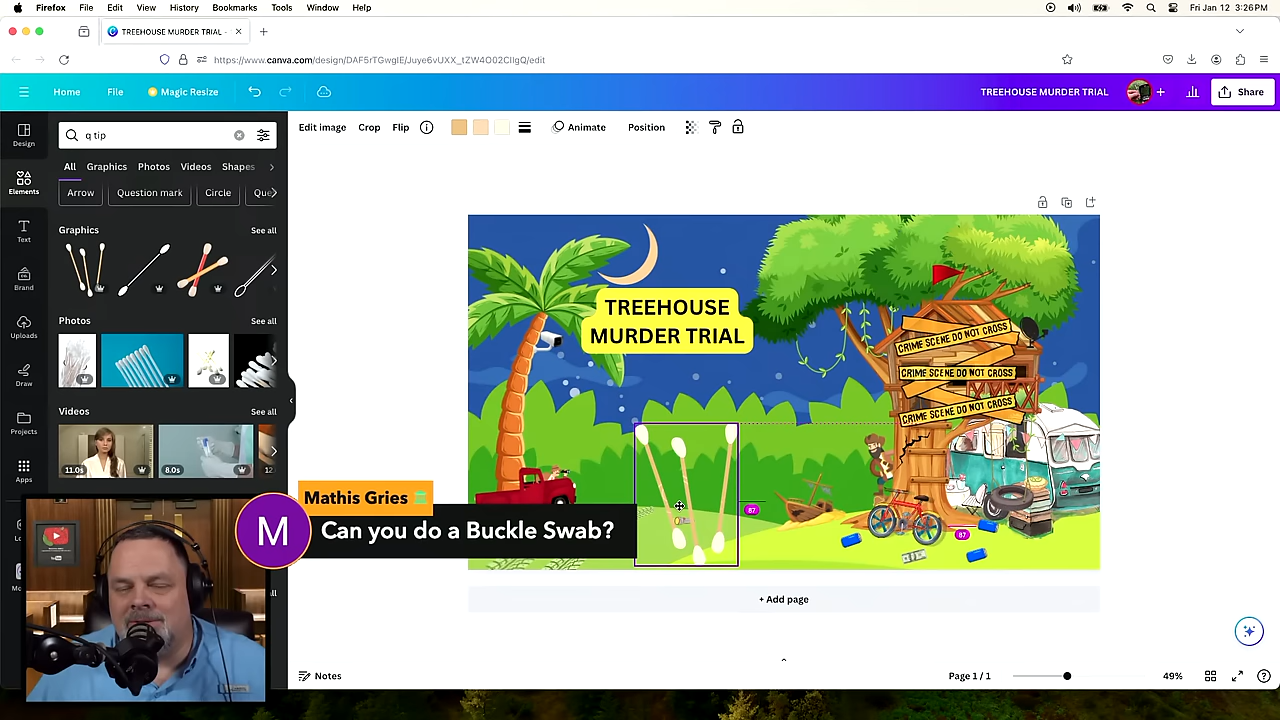 Firefox File Edit View History Bookmarks Tools Window Help
Fri Jan 12 3:26PM
TREEHOUSE MURDER TRIAL -
https://www.canva.com/design/DAF5rTGwgIE/Juye6vUXX_tZW4O02ClIgQ/edit
Home File Magic Resize
TREEHOUSE MURDER TRIAL
Share
Design
Elements
Text
Brand
Uploads
Draw
Projects
Apps
q tip
All Graphics Photos Videos Shapes
Arrow Question mark Circle Que
Graphics See all
Photos See all
Videos See all
11.0s
8.0s
Edit image Crop Flip Animate Position
TREEHOUSE
MURDER TRIAL
CRIME SCENE DO NOT CROSS
CRIME SCENE DO NOT CROSS
CRIME SCENE DO NOT CROSS
87
87
Mathis Gries
M
Can you do a Buckle Swab?
+ Add page
Notes
Page 1 / 1
49%